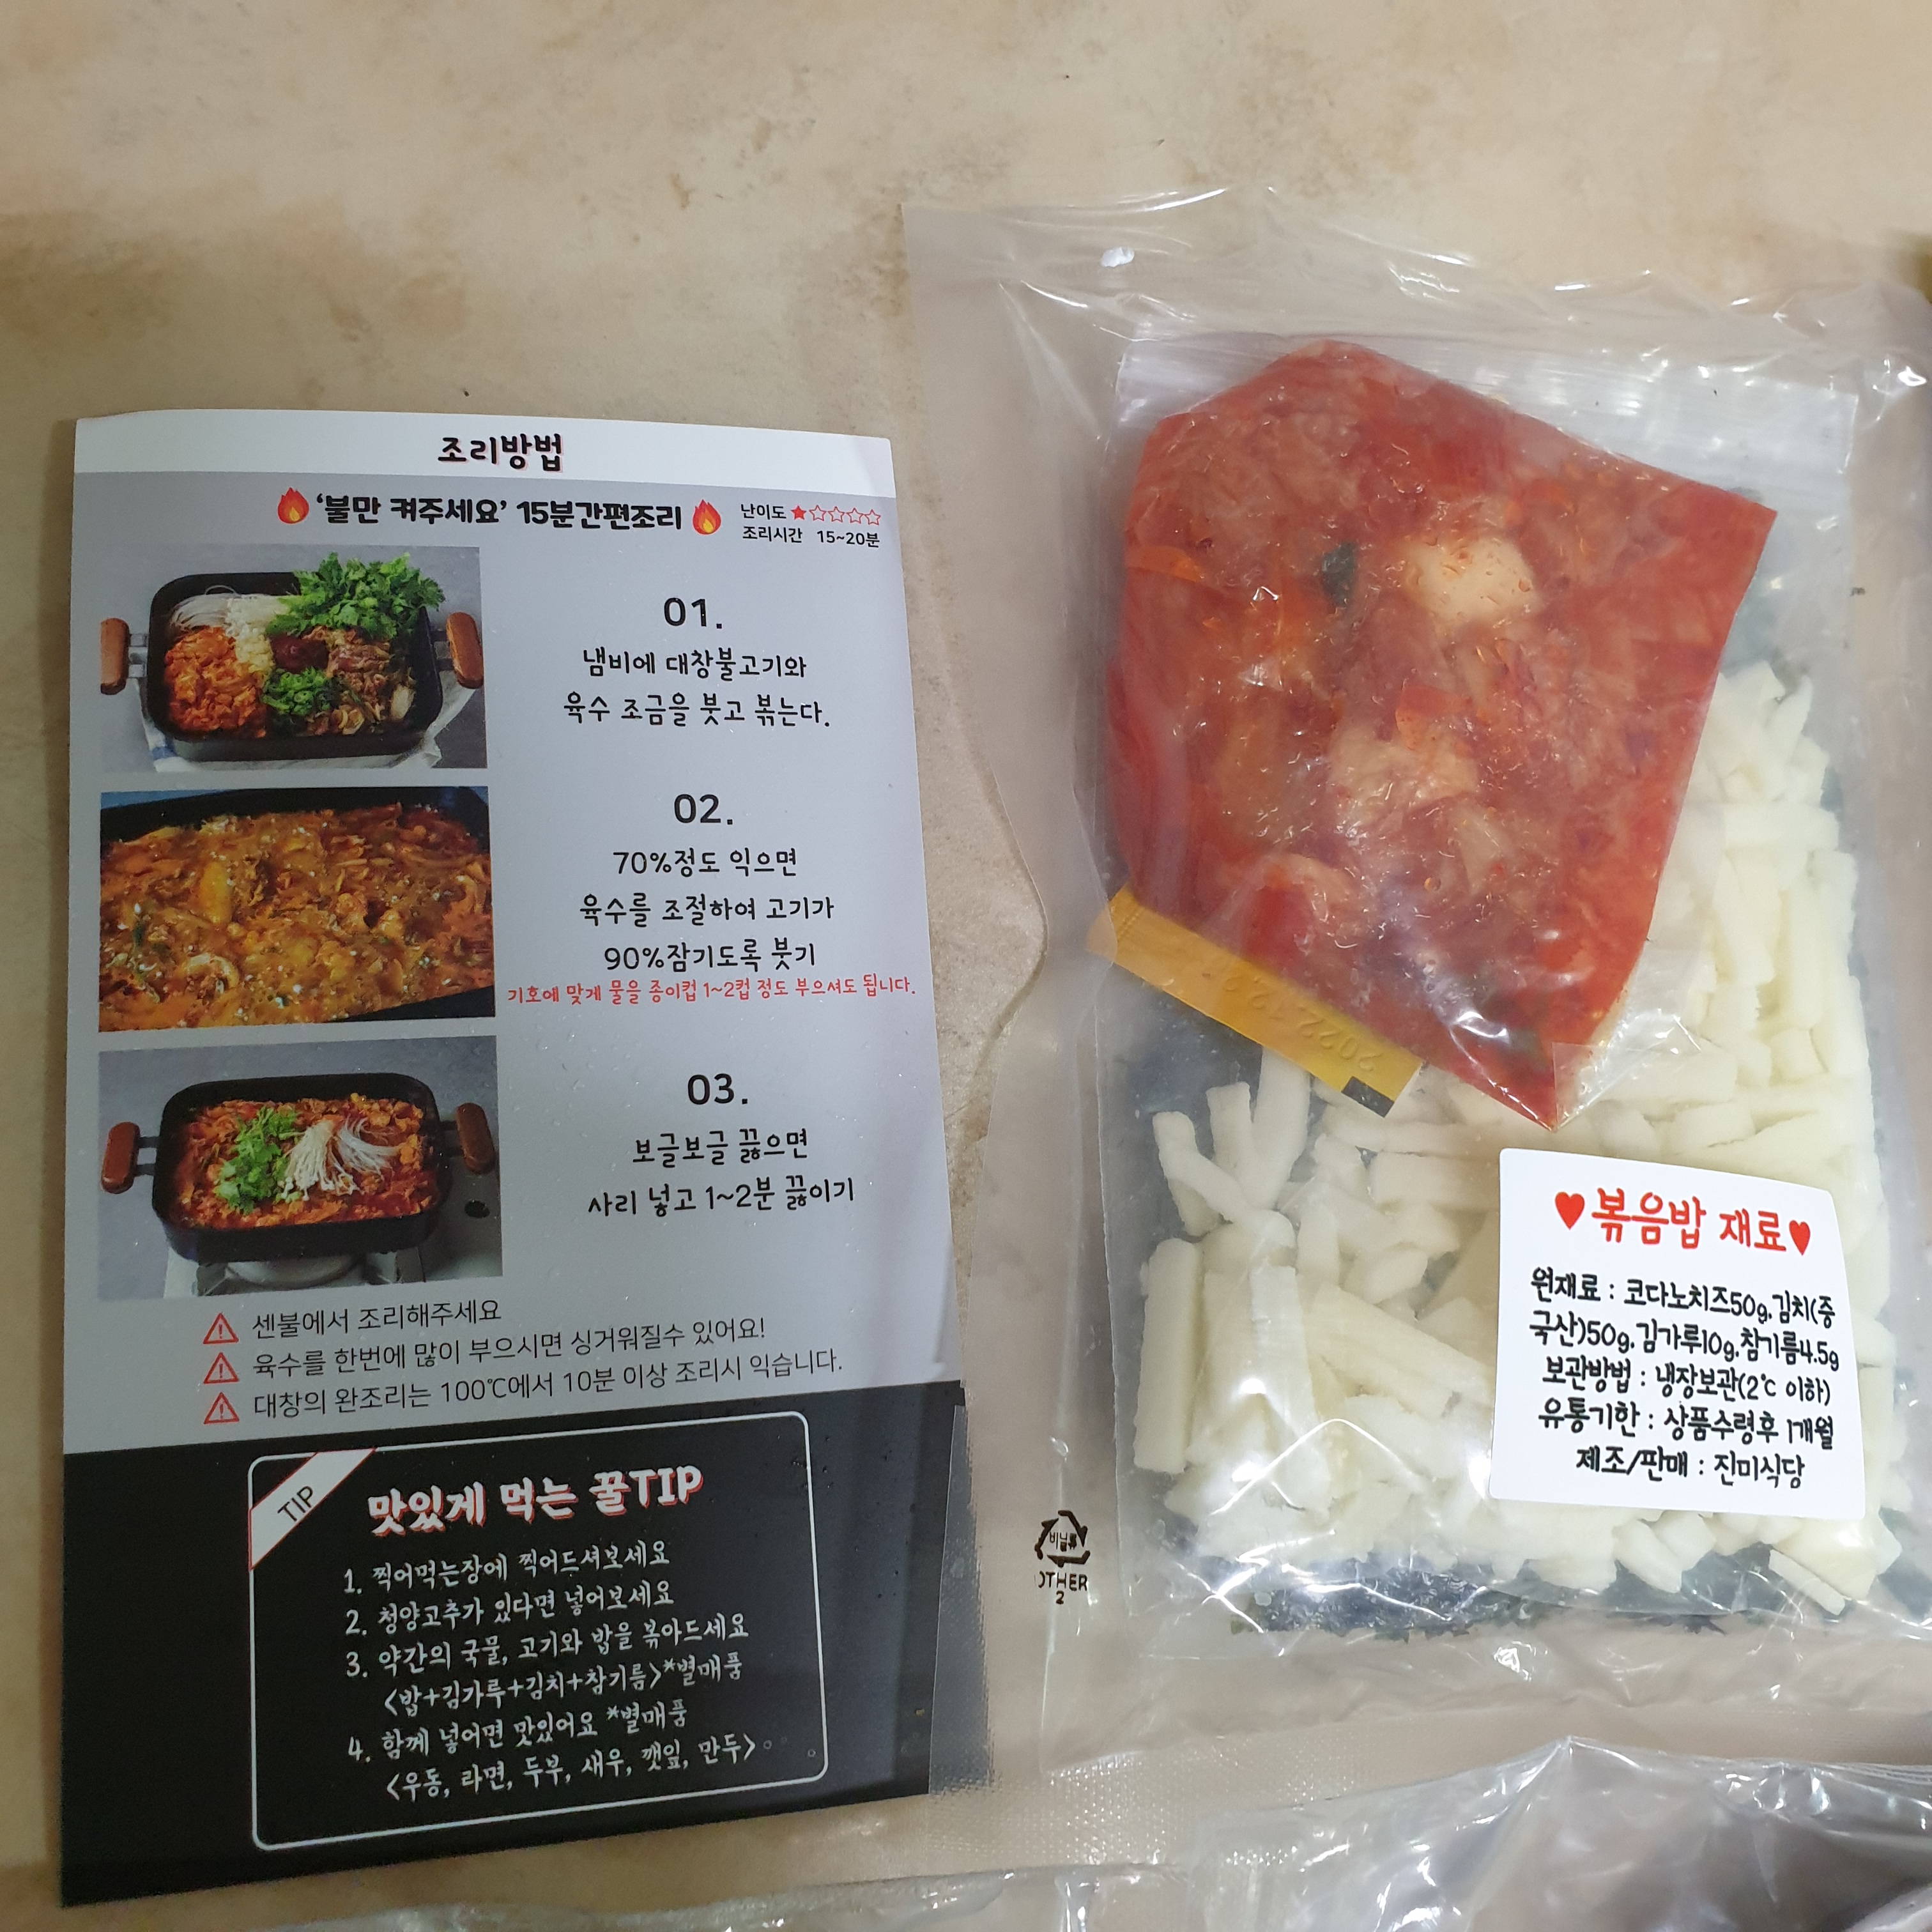 조리방법
'불만 켜주세요' 15분간편조리
난이도 ★☆☆☆☆
조리시간 15~20분
01.
냄비에 대창불고기와
육수 조금을 붓고 볶는다.
02.
70%정도 익으면
육수를 조절하여 고기가
90%잠기도록 붓기
기호에 맞게 물을 종이컵 1~2컵 정도 부으셔도 됩니다.
03.
보글보글 끓으면
사리 넣고 1~2분 끓이기
센불에서 조리해주세요
육수를 한번에 많이 부으시면 싱거워질수 있어요!
대창의 완조리는 100℃에서 10분 이상 조리시 익습니다.
TIP
맛있게 먹는 꿀TIP
1. 찍어먹는장에 찍어드셔보세요
2. 청양고추가 있다면 넣어보세요
3. 약간의 국물, 고기와 밥을 볶아드세요
<밥+김가루+김치+참기름>*별매품
4. 함께 넣어면 맛있어요 *별매품
<우동, 라면, 두부, 새우, 깻잎, 만두>
♥볶음밥 재료♥
원재료 : 코다노치즈50g.김치(중
국산)50g.김가루10g.참기름4.5g
보관방법 : 냉장보관(2℃ 이하)
유통기한 : 상품수령후 1개월
제조/판매 : 진미식당
비닐류
OTHER
2